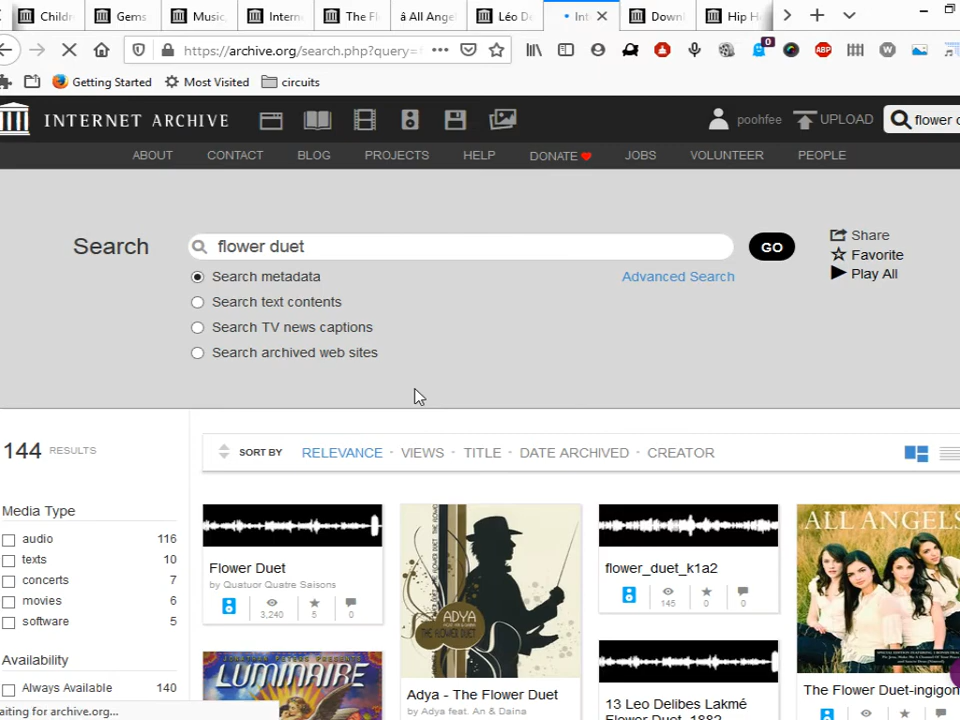 Childr
Gems
Music,
Intern
The Fl
â All Angel
Léo De
Int
Downl
Hip H
https://archive.org/search.php?query=
0
ABP
W
Getting Started
Most Visited
circuits
INTERNET ARCHIVE
poohfee
UPLOAD
flower
ABOUT
CONTACT
BLOG
PROJECTS
HELP
DONATE
JOBS
VOLUNTEER
PEOPLE
Search
flower duet
GO
Share
Favorite
Play All
Search metadata
Advanced Search
Search text contents
Search TV news captions
Search archived web sites
144 RESULTS
SORT BY RELEVANCE · VIEWS · TITLE · DATE ARCHIVED · CREATOR
Media Type
audio 116
texts 10
concerts 7
movies 6
software 5
Availability
Always Available 140
aiting for archive.org...
Flower Duet
by Quatuor Quatre Saisons
3,240 5 0
LUMINAIRE
ADYA
THE FLOWER DUET
Adya - The Flower Duet
by Adya feat. An & Daina
flower_duet_k1a2
145 0 0
13 Leo Delibes Lakmé
Flower Duet 1882
ALL ANGELS
The Flower Duet-ingigon